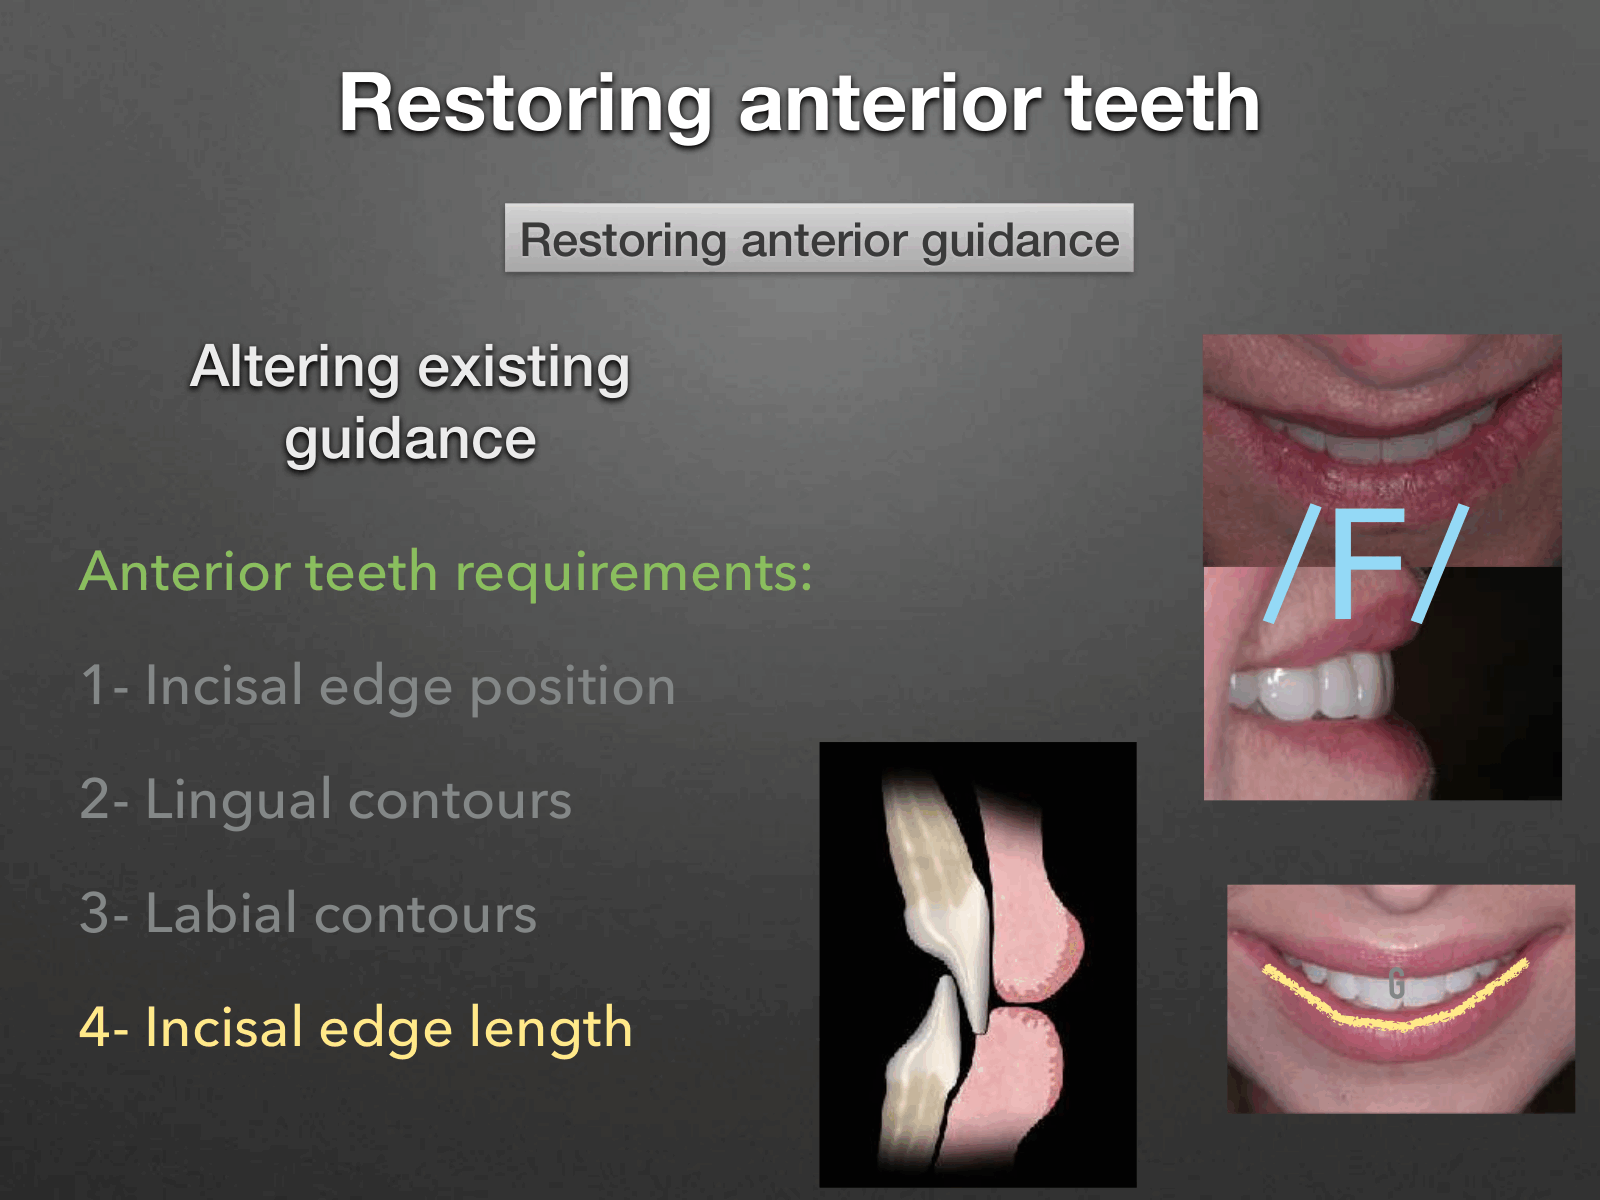 Restoring anterior teeth
Restoring anterior guidance
Altering existing
guidance
Anterior teeth requirements:
1- Incisal edge position
2- Lingual contours
3- Labial contours
4- Incisal edge length
/F/
G